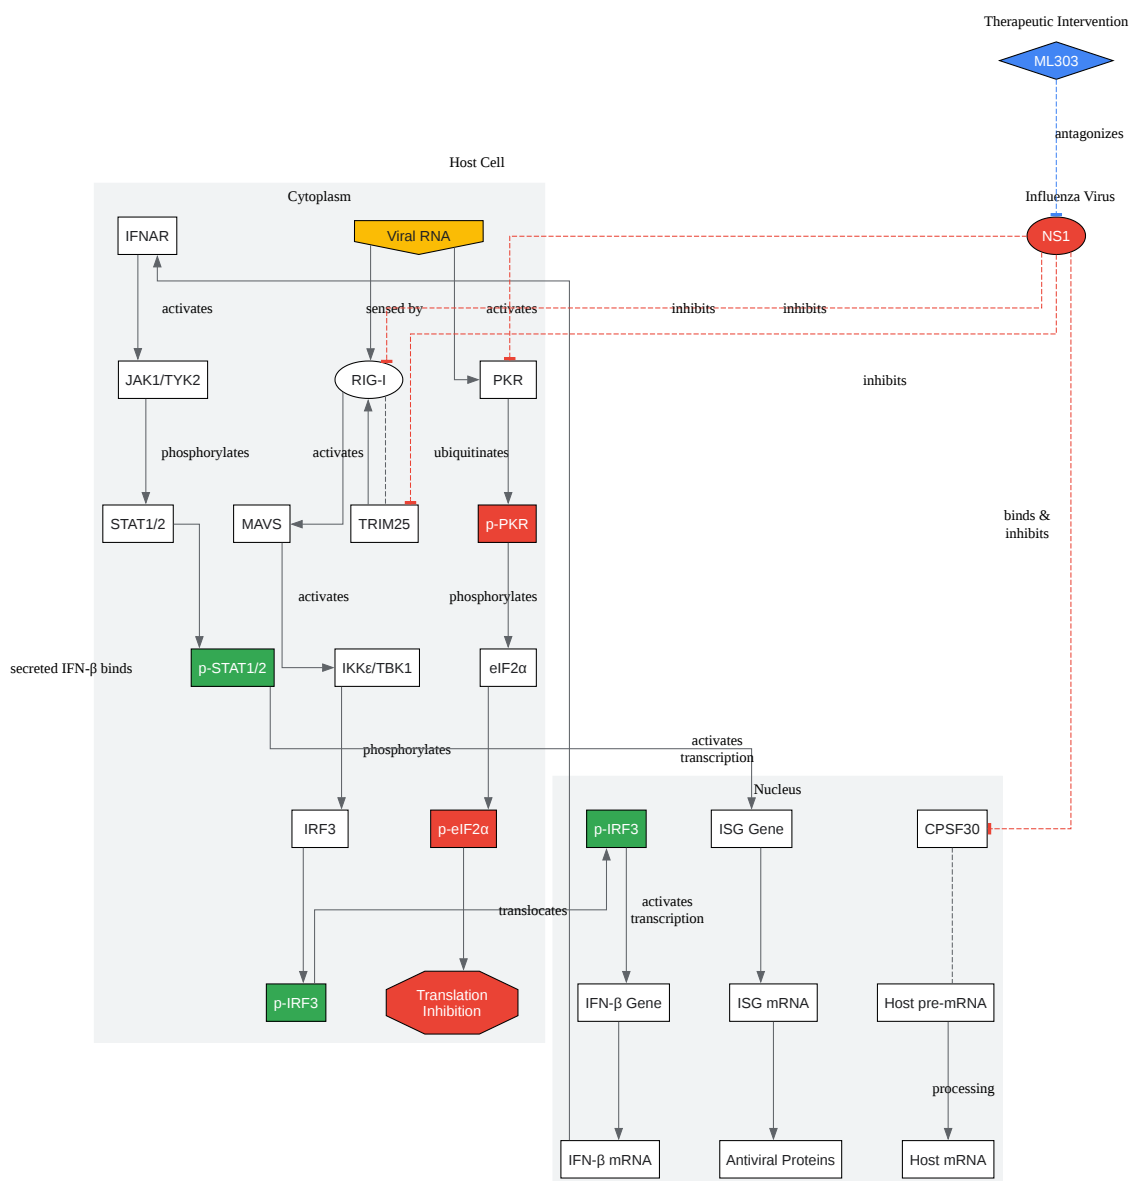 Therapeutic Intervention
ML303
antagonizes
Host Cell
Cytoplasm
Influenza Virus
IFNAR
Viral RNA
NS1
activates
sensed by
activates
inhibits
inhibits
JAK1/TYK2
RIG-I
PKR
inhibits
phosphorylates
activates
ubiquitinates
STAT1/2
MAVS
TRIM25
p-PKR
binds &
inhibits
activates
phosphorylates
secreted IFN-β binds
p-STAT1/2
IKKε/TBK1
eIF2α
phosphorylates
activates
transcription
Nucleus
IRF3
p-eIF2α
p-IRF3
ISG Gene
CPSF30
translocates
activates
transcription
p-IRF3
Translation
Inhibition
IFN-β Gene
ISG mRNA
Host pre-mRNA
processing
IFN-β mRNA
Antiviral Proteins
Host mRNA